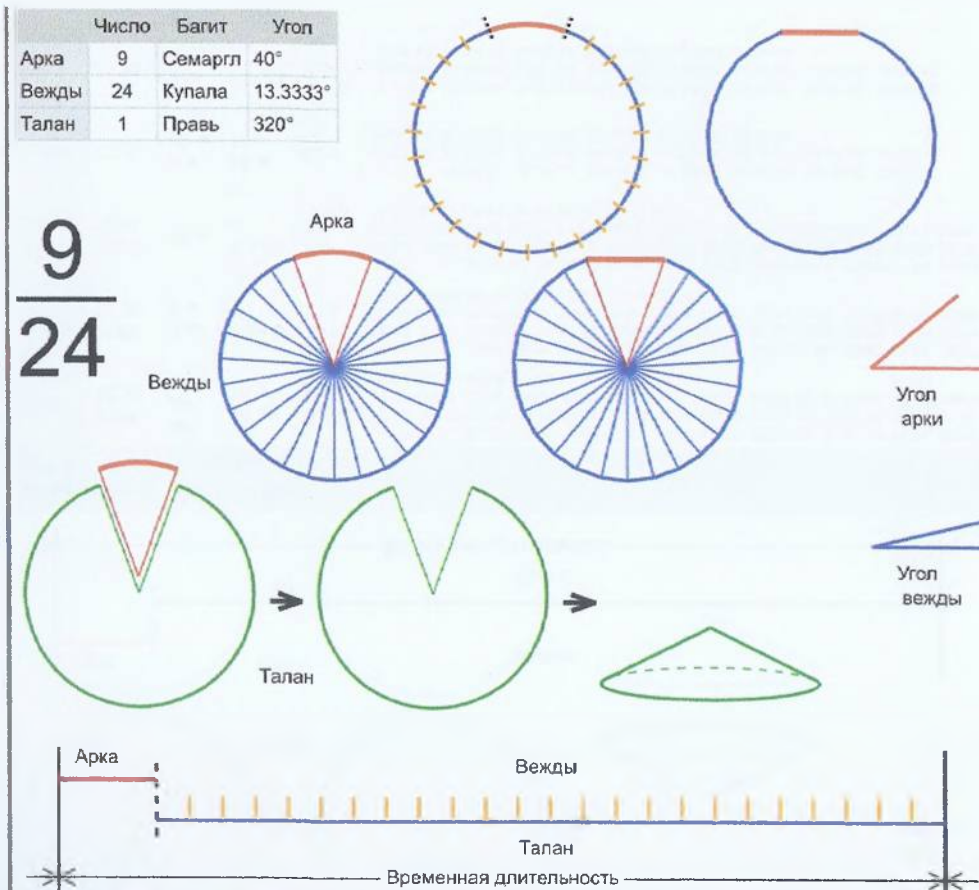 Число Багит Угол
Арка 9 Семаргл 40°
Вежды 24 Купала 13.3333°
Талан 1 Правь 320°
9
24
Арка
Вежды
Угол
арки
Угол
вежды
Талан
Арка
Вежды
Талан
Временная длительность